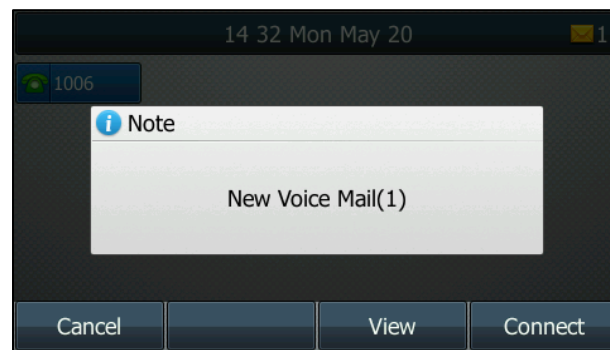 14 32 Mon May 20
1
1006
Note
New Voice Mail(1)
Cancel View Connect